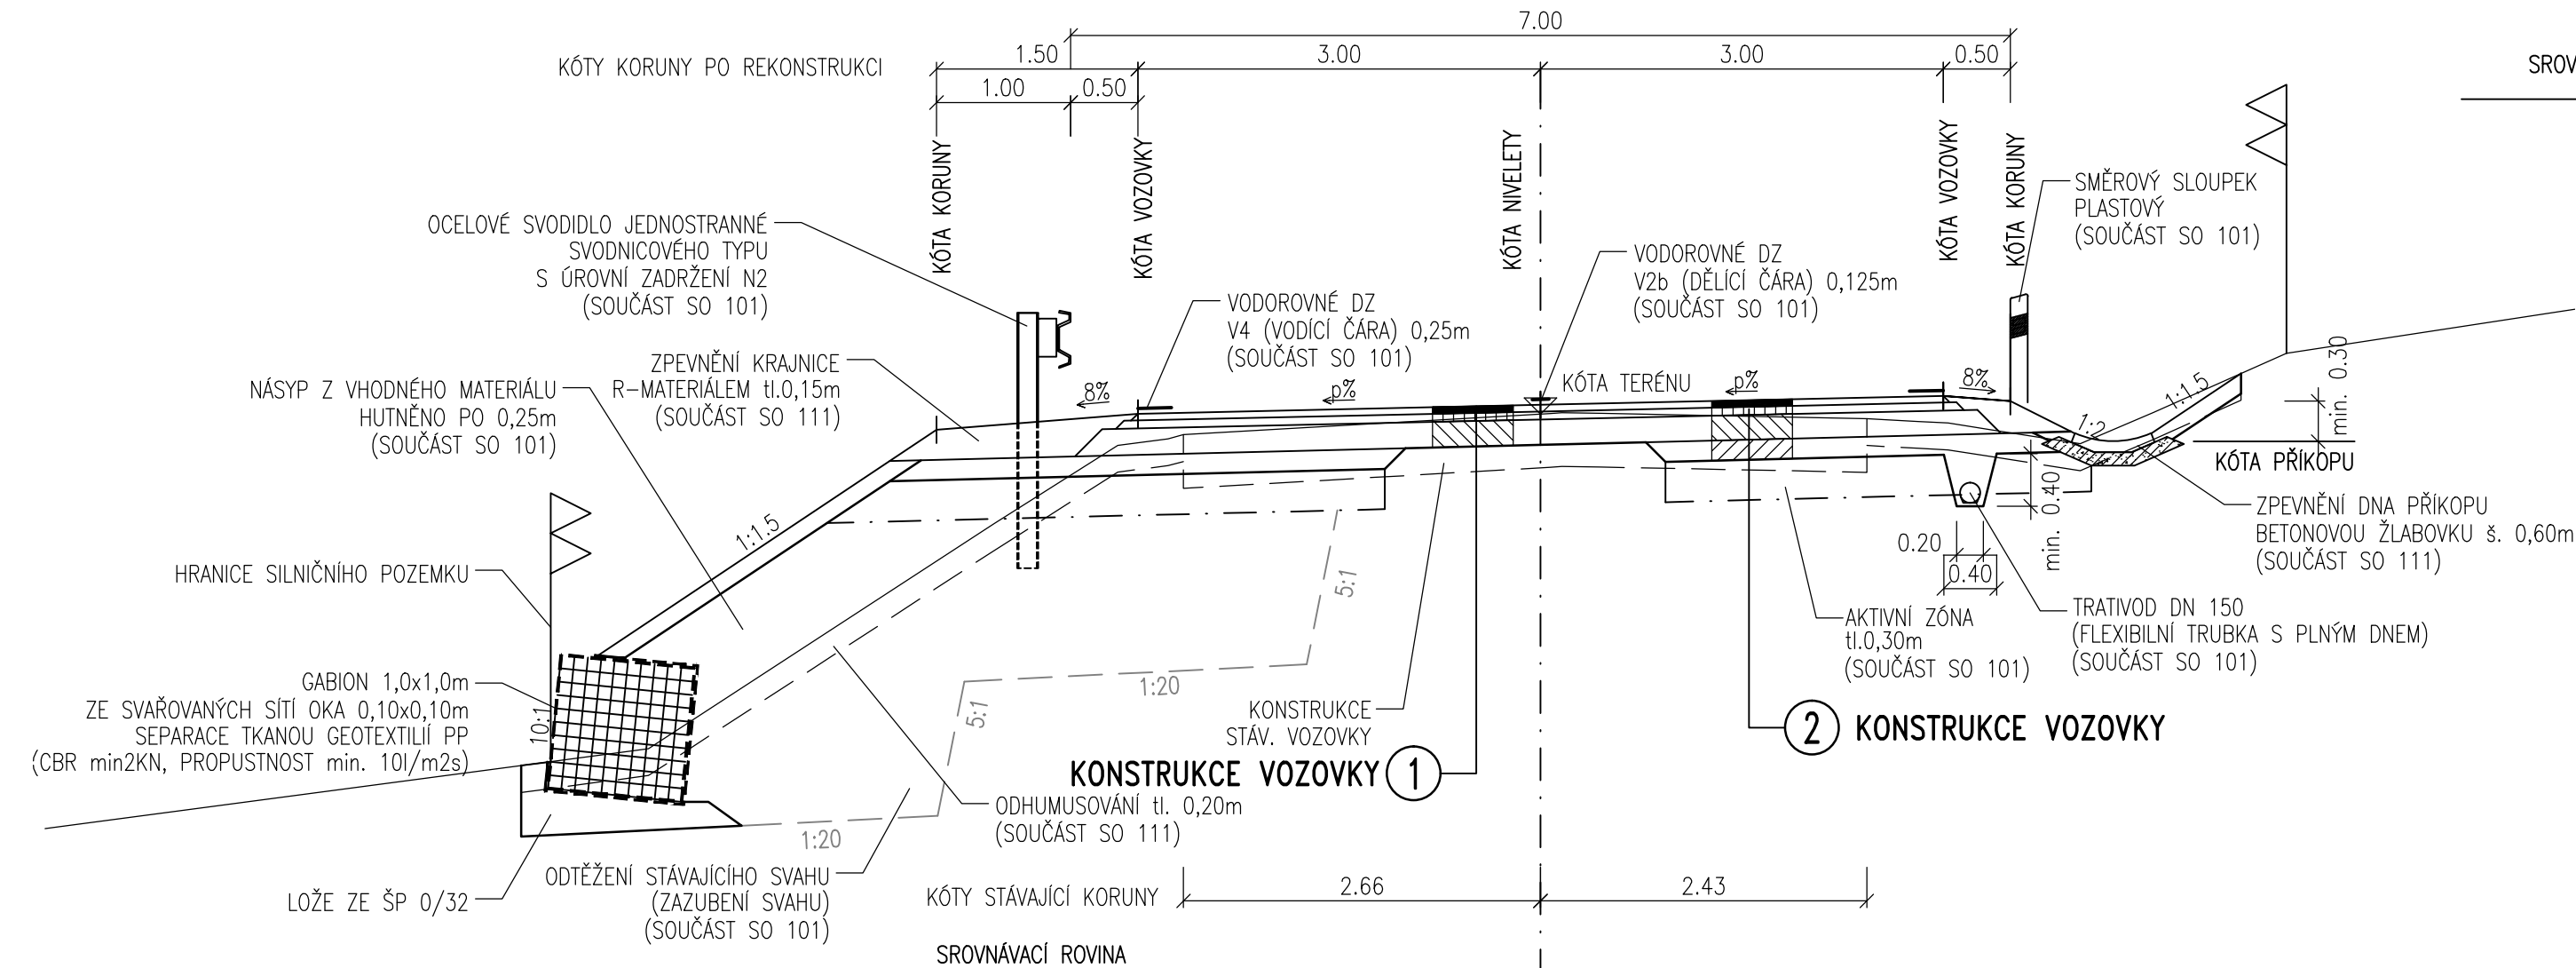 7.00
SROV
KÓTY KORUNY PO REKONSTRUKCI
1.50
3.00
3.00
0.50
1.00
0.50
KÓTA KORUNY
KÓTA VOZOVKY
KÓTA NIVELETY
KÓTA VOZOVKY
KÓTA KORUNY
SMĚROVÝ SLOUPEK
PLASTOVÝ
(SOUČÁST SO 101)
OCELOVÉ SVODIDLO JEDNOSTRANNÉ
SVODNICOVÉHO TYPU
S ÚROVNÍ ZADRŽENÍ N2
(SOUČÁST SO 101)
VODOROVNÉ DZ
V2b (DĚLÍCÍ ČÁRA) 0,125m
(SOUČÁST SO 101)
VODOROVNÉ DZ
V4 (VODÍCÍ ČÁRA) 0,25m
(SOUČÁST SO 101)
ZPEVNĚNÍ KRAJNICE
R-MATERIÁLEM tl.0,15m
(SOUČÁST SO 111)
NÁSYP Z VHODNÉHO MATERIÁLU
HUTNĚNO PO 0,25m
(SOUČÁST SO 101)
8%
p%
KÓTA TERÉNU
p%
8%
1:2
1:1.5
min. 0.30
KÓTA PŘÍKOPU
ZPEVNĚNÍ DNA PŘÍKOPU
BETONOVOU ŽLABOVKU š. 0,60m
(SOUČÁST SO 111)
min. 0.40
0.20
0.40
1:1.5
HRANICE SILNIČNÍHO POZEMKU
5:1
TRATIVOD DN 150
(FLEXIBILNÍ TRUBKA S PLNÝM DNEM)
(SOUČÁST SO 101)
AKTIVNÍ ZÓNA
tl.0,30m
(SOUČÁST SO 101)
GABION 1,0x1,0m
ZE SVAŘOVANÝCH SÍTÍ OKA 0,10x0,10m
SEPARACE TKANOU GEOTEXTILIÍ PP
(CBR min2KN, PROPUSTNOST min. 10l/m2s)
10:1
1:20
5:1
KONSTRUKCE
STÁV. VOZOVKY
2 KONSTRUKCE VOZOVKY
KONSTRUKCE VOZOVKY 1
ODHUMUSOVÁNÍ tl. 0,20m
(SOUČÁST SO 111)
1:20
ODTĚŽENÍ STÁVAJÍCÍHO SVAHU
(ZAZUBENÍ SVAHU)
(SOUČÁST SO 101)
LOŽE ZE ŠP 0/32
KÓTY STÁVAJÍCÍ KORUNY
2.66
2.43
SROVNÁVACÍ ROVINA